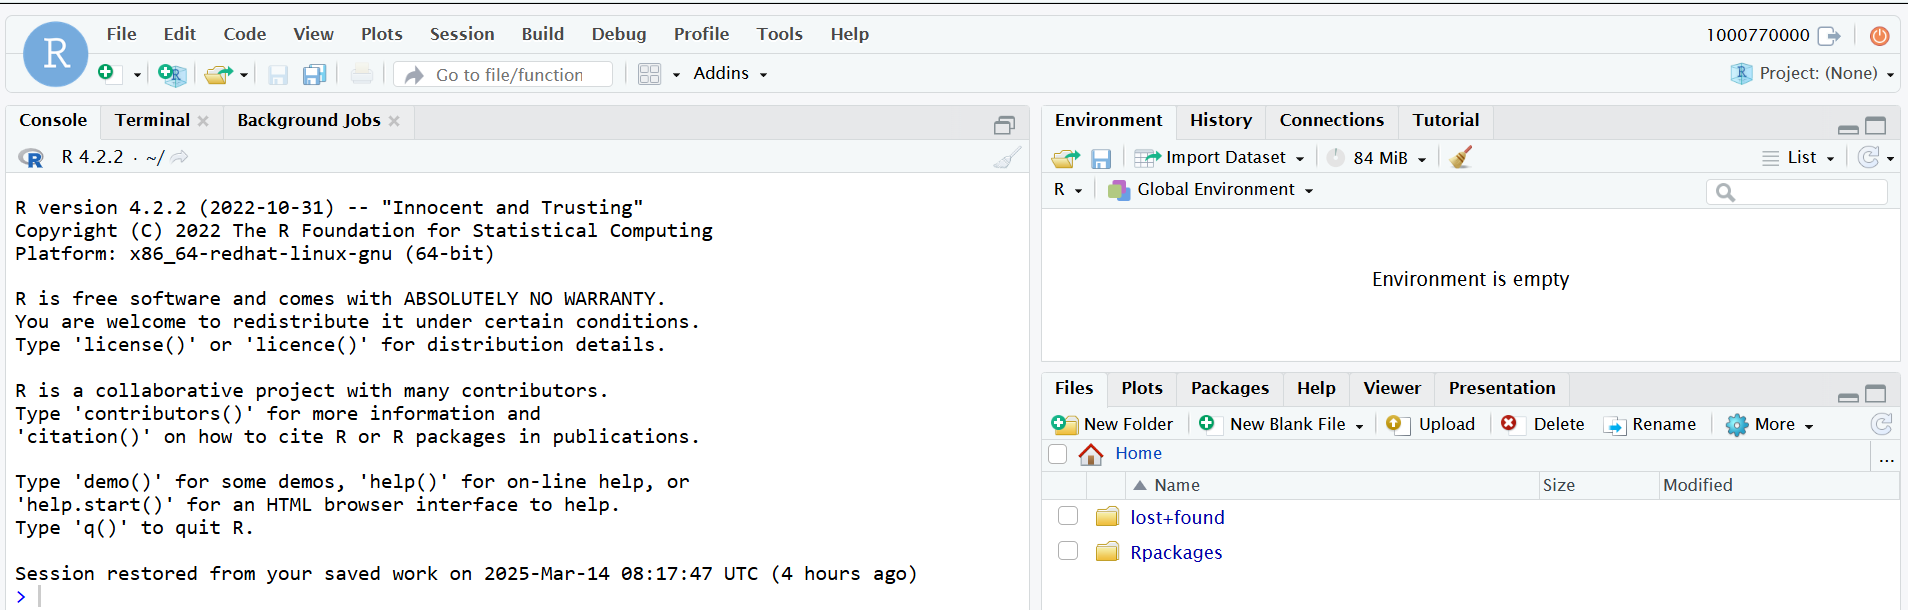 R
File Edit Code View Plots Session Build Debug Profile Tools Help
1000770000
R
Go to file/function
Addins
R Project: (None)
Console Terminal Background Jobs
R R 4.2.2 · ~/
R version 4.2.2 (2022-10-31) -- "Innocent and Trusting"
Copyright (C) 2022 The R Foundation for Statistical Computing
Platform: x86_64-redhat-linux-gnu (64-bit)
R is free software and comes with ABSOLUTELY NO WARRANTY.
You are welcome to redistribute it under certain conditions.
Type 'license()' or 'licence()' for distribution details.
R is a collaborative project with many contributors.
Type 'contributors()' for more information and
'citation()' on how to cite R or R packages in publications.
Type 'demo()' for some demos, 'help()' for on-line help, or
'help.start()' for an HTML browser interface to help.
Type 'q()' to quit R.
Session restored from your saved work on 2025-Mar-14 08:17:47 UTC (4 hours ago)
>
Environment History Connections Tutorial
Import Dataset 84 MiB List
R Global Environment
Environment is empty
Files Plots Packages Help Viewer Presentation
New Folder New Blank File Upload Delete Rename More
Home ...
Name Size Modified
lost+found
Rpackages